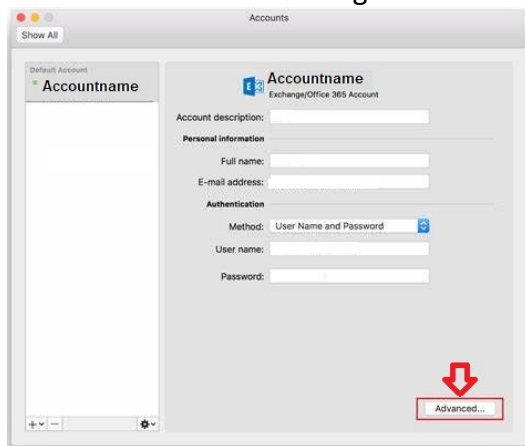 Accounts
Show All
Default Account
Accountname
Accountname
Exchange/Office 365 Account
Account description:
Personal information
Full name:
E-mail address:
Authentication
Method: User Name and Password
User name:
Password:
Advanced...